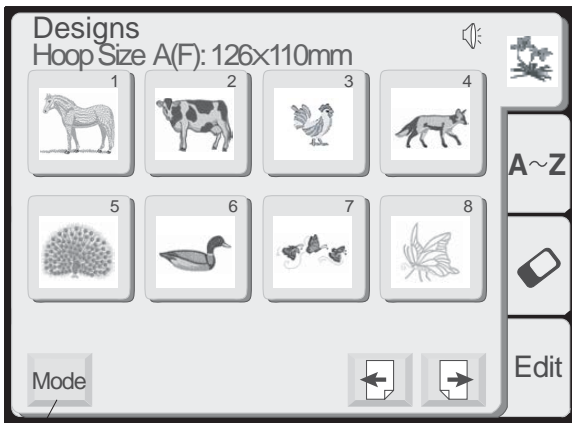 Designs
Hoop Size A(F): 126×110mm
1 2 3 4
A~Z
5 6 7 8
Mode
Edit